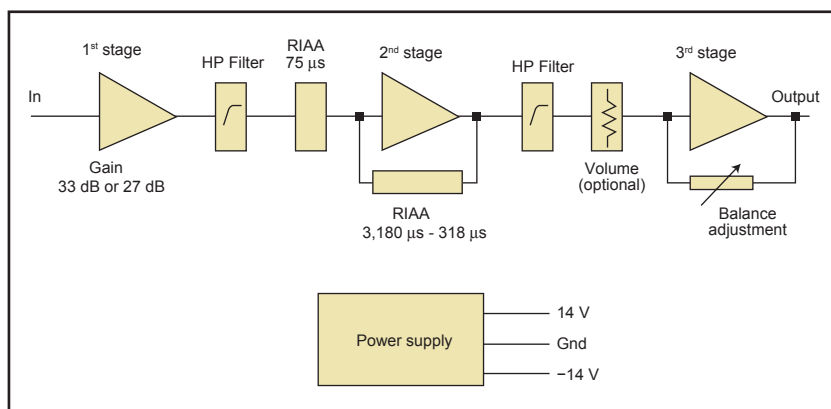 1st stage
HP Filter
RIAA
75 µs
2nd stage
HP Filter
3rd stage
In
Output
Gain
33 dB or 27 dB
Volume
(optional)
RIAA
3,180 µs - 318 µs
Balance
adjustment
Power supply
14 V
Gnd
−14 V